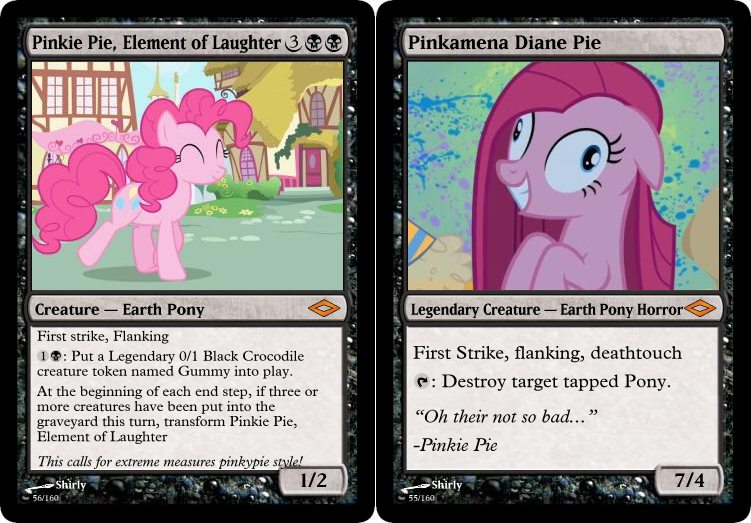 Pinkie Pie, Element of Laughter 3
Creature — Earth Pony
First strike, Flanking
1: Put a Legendary 0/1 Black Crocodile
creature token named Gummy into play.
At the beginning of each end step, if three or
more creatures have been put into the
graveyard this turn, transform Pinkie Pie,
Element of Laughter
This calls for extreme measures pinkypie style!
1/2
Shirly
56/160
Pinkamena Diane Pie
Legendary Creature — Earth Pony Horror
First Strike, flanking, deathtouch
: Destroy target tapped Pony.
“Oh their not so bad…”
-Pinkie Pie
7/4
Shirly
55/160